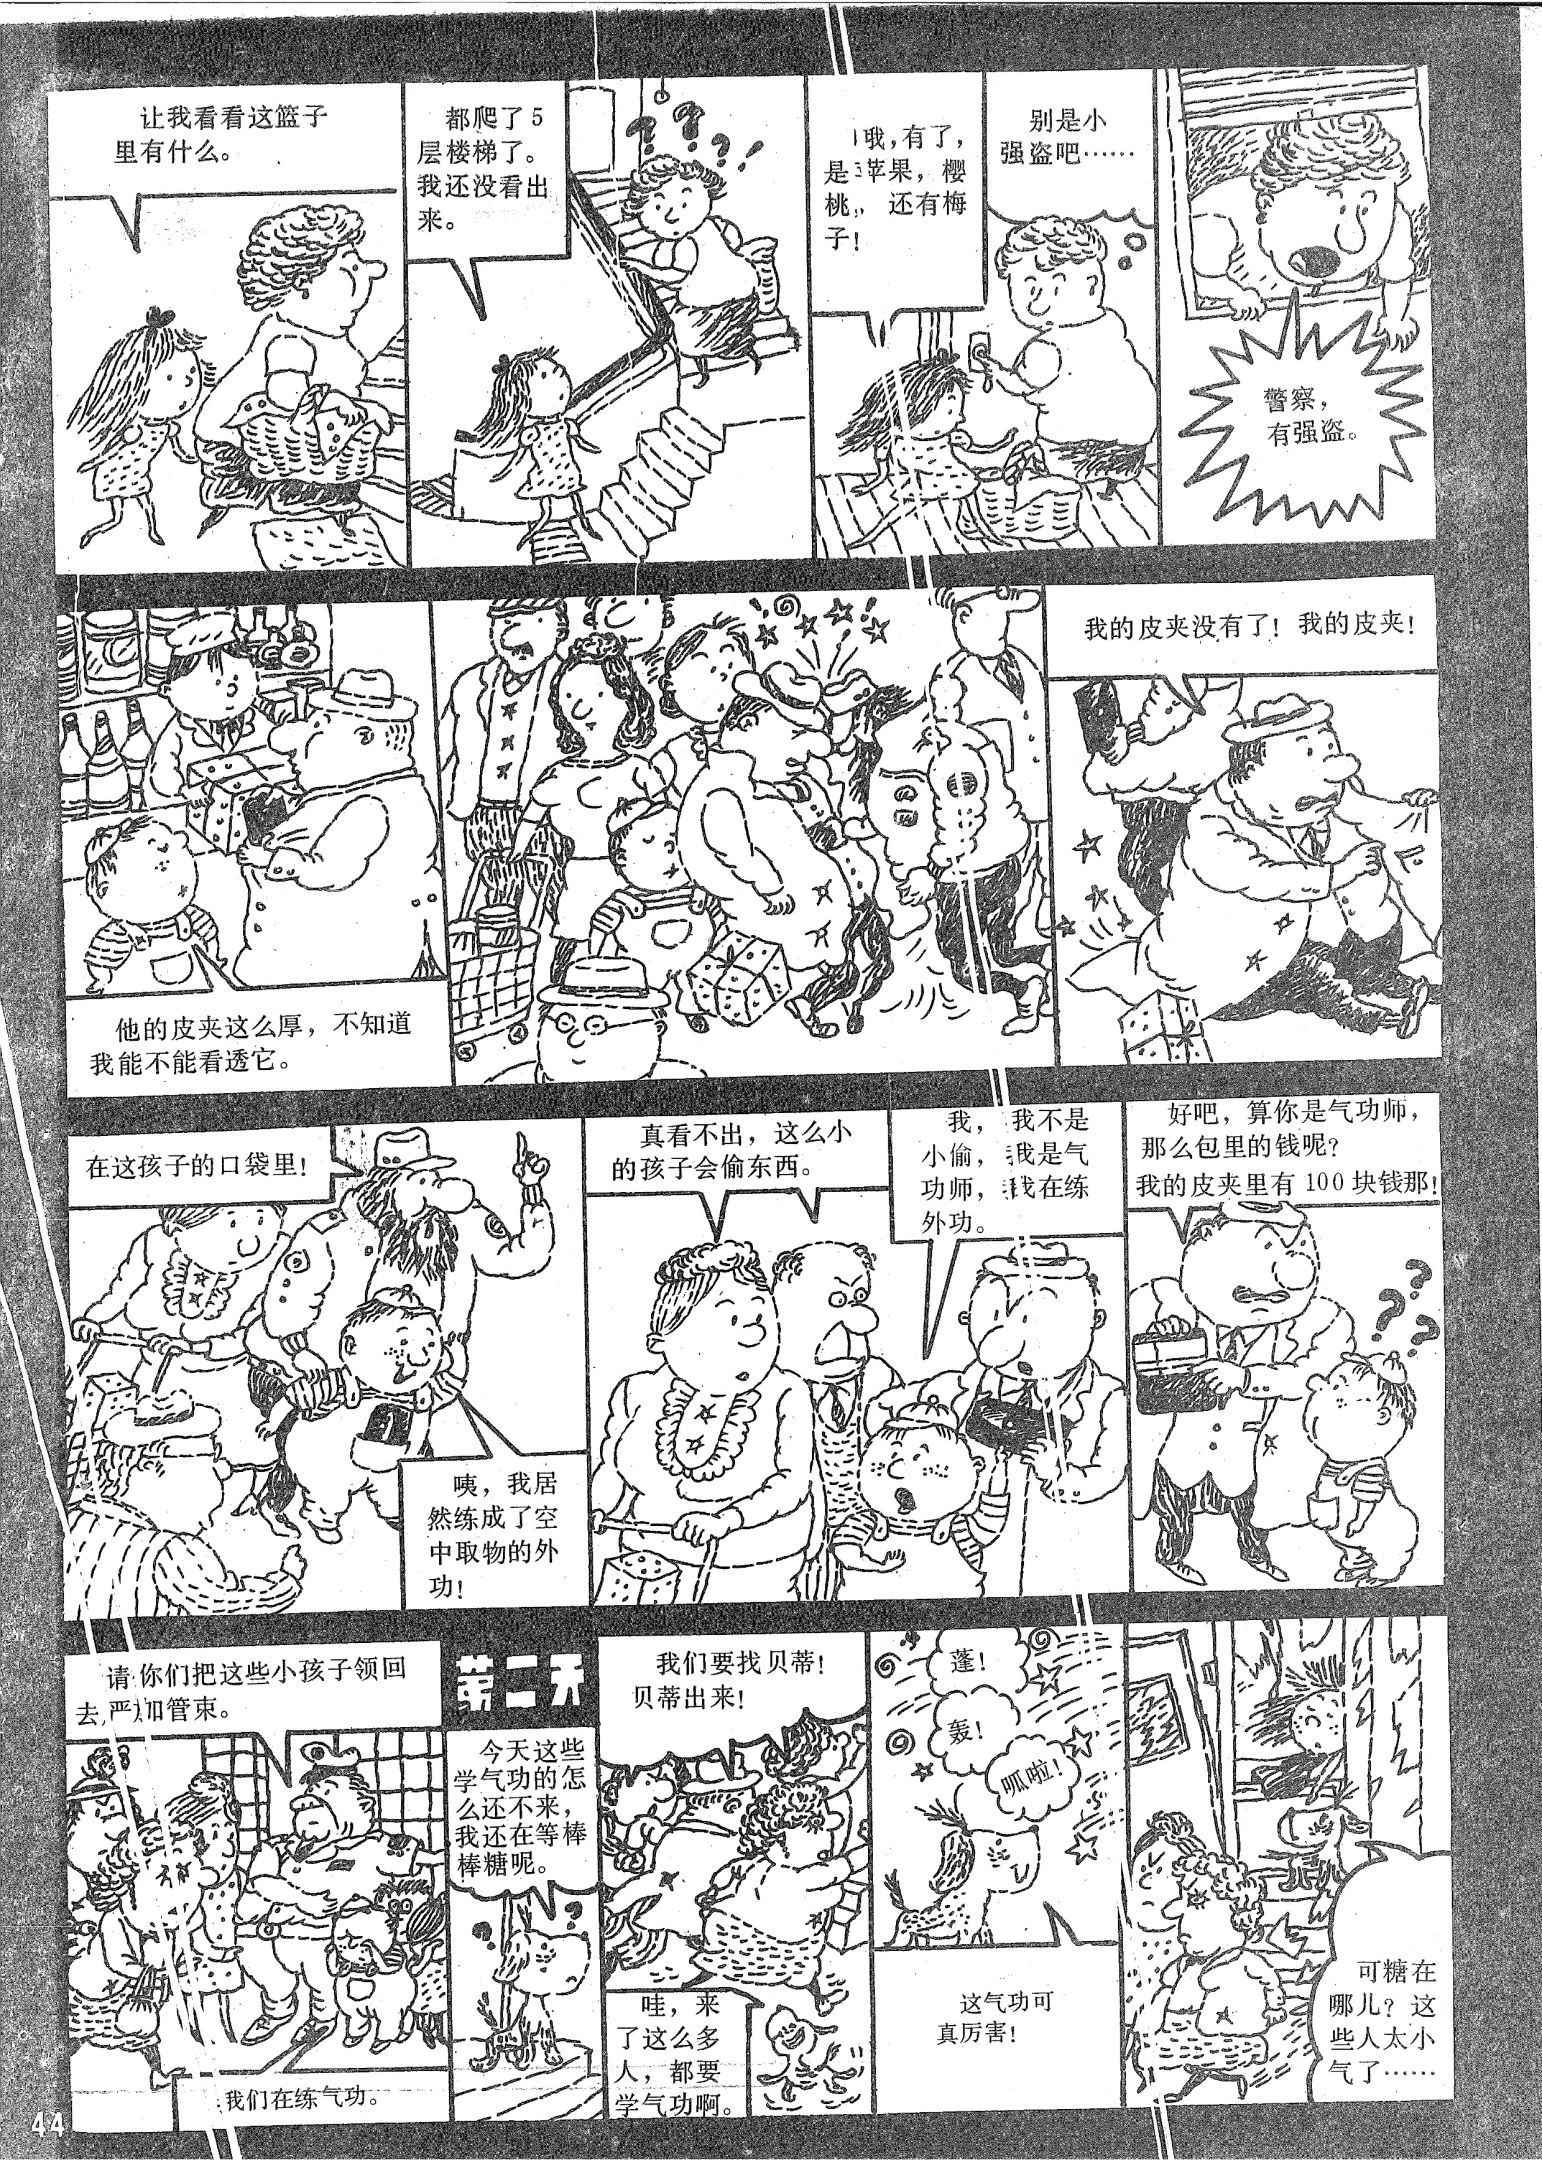 让我看看这篮子
里有什么。
都爬了5
层楼梯了。
我还没看出
来。
哦,有了,
是苹果,樱
桃,还有梅
子!
别是小
强盗吧……
警察,
有强盗。
他的皮夹这么厚,不知道
我能不能看透它。
我的皮夹没有了!我的皮夹!
在这孩子的口袋里!
咦,我居
然练成了空
中取物的外
功!
真看不出,这么小
的孩子会偷东西。
我,我不是
小偷,我是气
功师,我在练
外功。
好吧,算你是气功师,
那么包里的钱呢?
我的皮夹里有100块钱那!
请你们把这些小孩子领回
去严加管束。
我们在练气功。
第二天
今天这些
学气功的怎
么还不来,
我还在等棒
棒糖呢。
我们要找贝蒂!
贝蒂出来!
哇,来
了这么多
人,都要
学气功啊。
蓬!
轰!
呱啦!
这气功可
真厉害!
可糖在
哪儿?这
些人太小
气了……
44